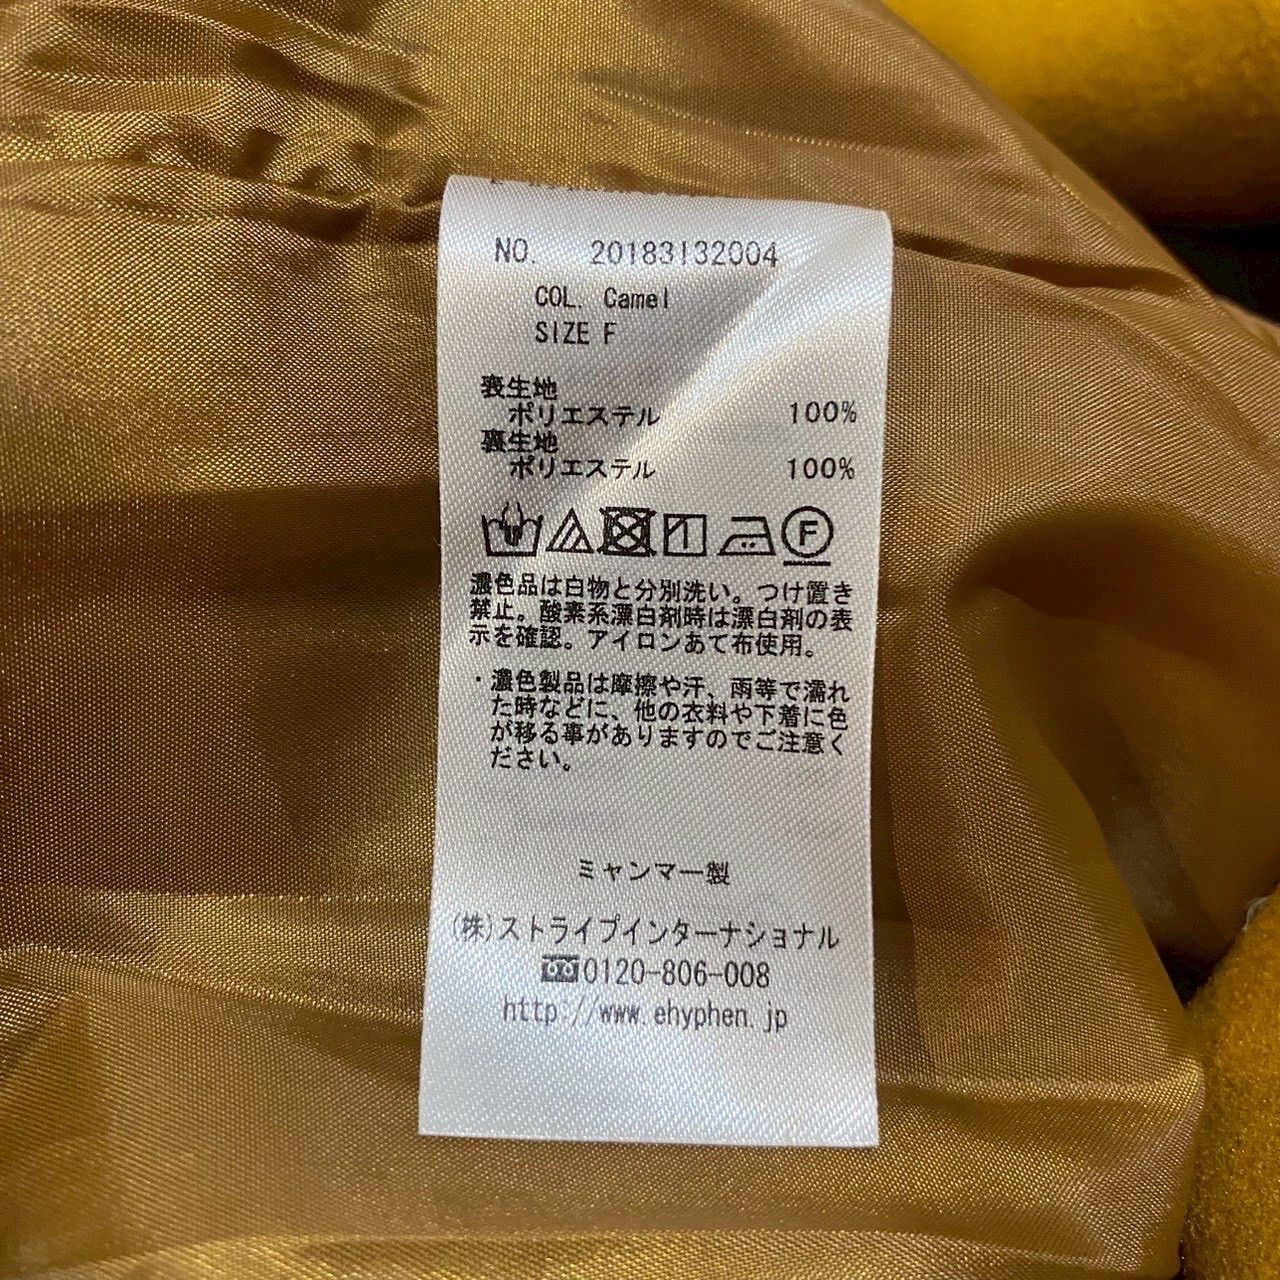 NO. 20183132004
COL. Camel
SIZE F
表生地
ポリエステル 100%
裏生地
ポリエステル 100%
F
濃色品は白物と分別洗い。つけ置き
禁止。酸素系漂白剤時は漂白剤の表
示を確認。アイロンあて布使用。
・濃色製品は摩擦や汗、雨等で濡れ
た時などに、他の衣料や下着に色
が移る事がありますのでご注意く
ださい。
ミャンマー製
(株)ストライプインターナショナル
0120-806-008
http://www.ehyphen.jp